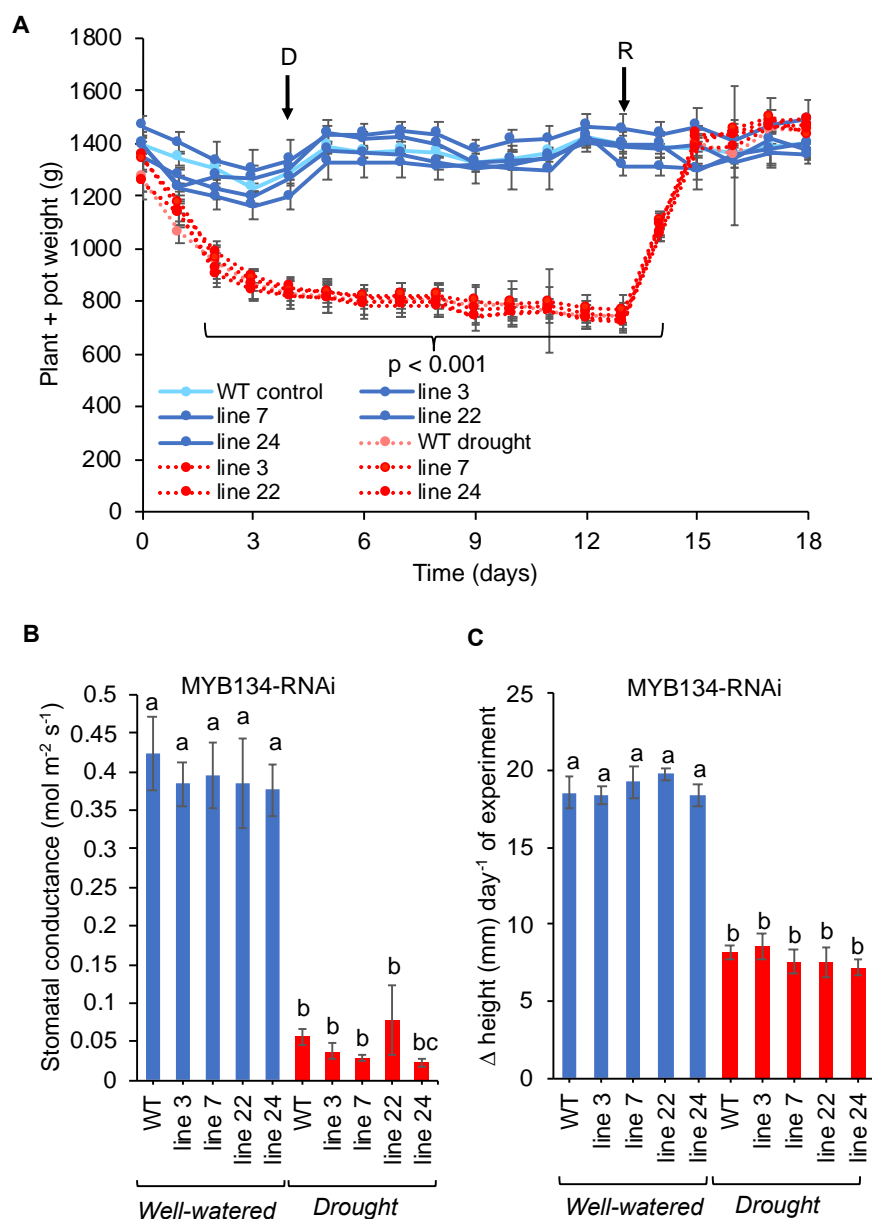 A
1800
1600
1400
1200
1000
800
600
400
200
0
Plant + pot weight (g)
D
R
p < 0.001
WT control
line 3
line 7
line 22
line 24
WT drought
line 3
line 7
line 22
line 24
0 3 6 9 12 15 18
Time (days)
B
MYB134-RNAi
0.5
0.45
0.4
0.35
0.3
0.25
0.2
0.15
0.1
0.05
0
Stomatal conductance (mol m-2 s-1)
a a a a a b b b b bc
WT line 3 line 7 line 22 line 24 WT line 3 line 7 line 22 line 24
Well-watered Drought
C
MYB134-RNAi
25
20
15
10
5
0
Δ height (mm) day-1 of experiment
a a a a a b b b b b
WT line 3 line 7 line 22 line 24 WT line 3 line 7 line 22 line 24
Well-watered Drought